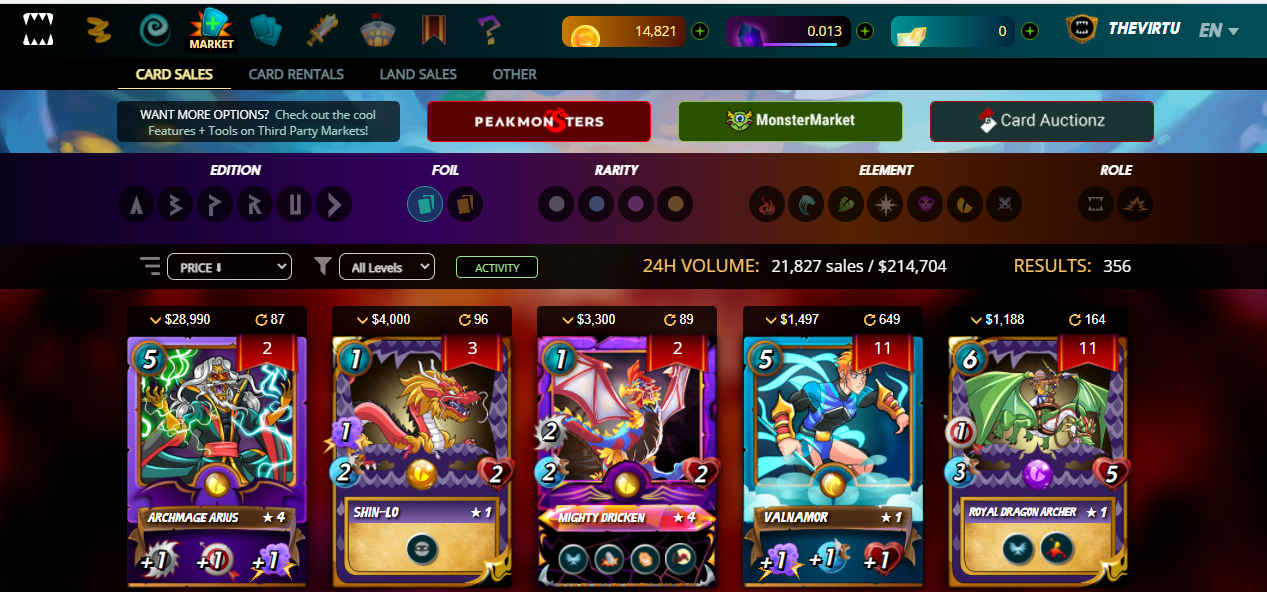 MARKET
14,821
0.013
0
THEVIRTU
EN
CARD SALES
CARD RENTALS
LAND SALES
OTHER
WANT MORE OPTIONS? Check out the cool
Features + Tools on Third Party Markets!
PEAKMONSTERS
MonsterMarket
Card Auctionz
EDITION
FOIL
RARITY
ELEMENT
ROLE
PRICE ⬇
All Levels
ACTIVITY
24H VOLUME: 21,827 sales / $214,704
RESULTS: 356
$28,990 87
5 2
ARCHMAGE ARIUS ★ 4
+1 +1 +1
$4,000 96
1 3
1
2 2
SHIN-LO ★ 1
$3,300 89
1 2
2
2 2
MIGHTY DRICKEN ★ 4
$1,497 649
5 11
VALNAMOR ★ 1
+1 +1 +1
$1,188 164
6 11
1
3 5
ROYAL DRAGON ARCHER ★ 1